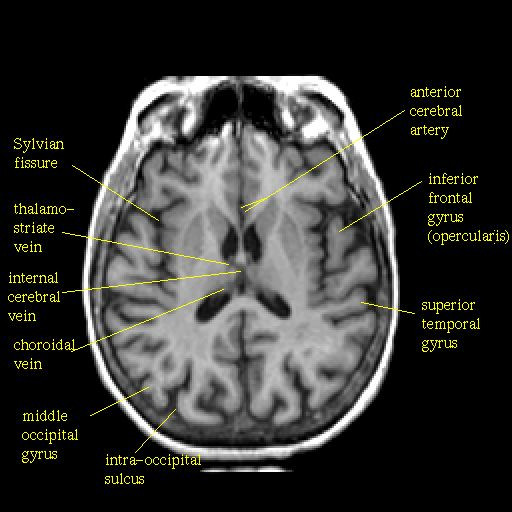 anterior
cerebral
artery
Sylvian
fissure
inferior
frontal
gyrus
(opercularis)
thalamo-
striate
vein
internal
cerebral
vein
superior
temporal
gyrus
choroidal
vein
middle
occipital
gyrus
intra-occipital
sulcus